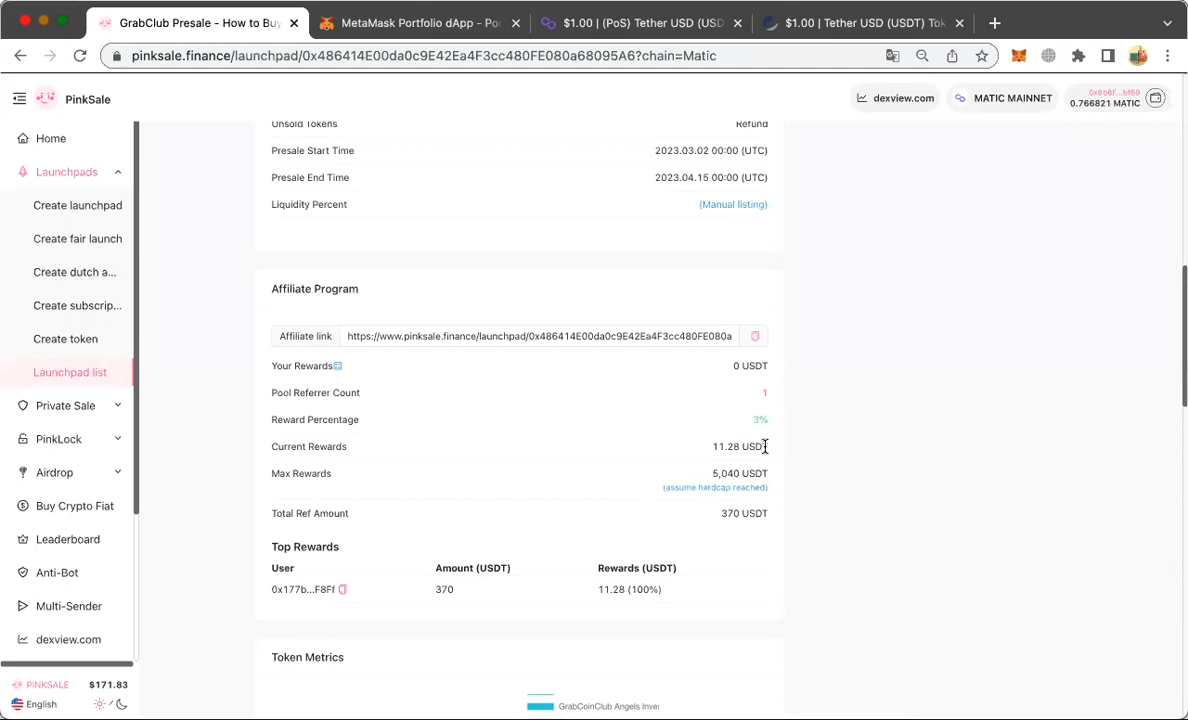 GrabClub Presale - How to Buy
MetaMask Portfolio dApp - Po
$1.00 | (PoS) Tether USD (USD
$1.00 | Tether USD (USDT) Tok
pinksale.finance/launchpad/0x486414E00da0c9E42Ea4F3cc480FE080a68095A6?chain=Matic
PinkSale
dexview.com
MATIC MAINNET
0.766821 MATIC
Home
Launchpads
Create launchpad
Create fair launch
Create dutch a...
Create subscrip...
Create token
Launchpad list
Private Sale
PinkLock
Airdrop
Buy Crypto Fiat
Leaderboard
Anti-Bot
Multi-Sender
dexview.com
PINKSALE $171.83
English
Unsold Tokens Refund
Presale Start Time 2023.03.02 00:00 (UTC)
Presale End Time 2023.04.15 00:00 (UTC)
Liquidity Percent (Manual listing)
Affiliate Program
Affiliate link https://www.pinksale.finance/launchpad/0x486414E00da0c9E42Ea4F3cc480FE080a
Your Rewards 0 USDT
Pool Referrer Count 1
Reward Percentage 3%
Current Rewards 11.28 USDT
Max Rewards 5,040 USDT
(assume hardcap reached)
Total Ref Amount 370 USDT
Top Rewards
User Amount (USDT) Rewards (USDT)
0x177b...F8Ff 370 11.28 (100%)
Token Metrics
GrabCoinClub Angels Inve